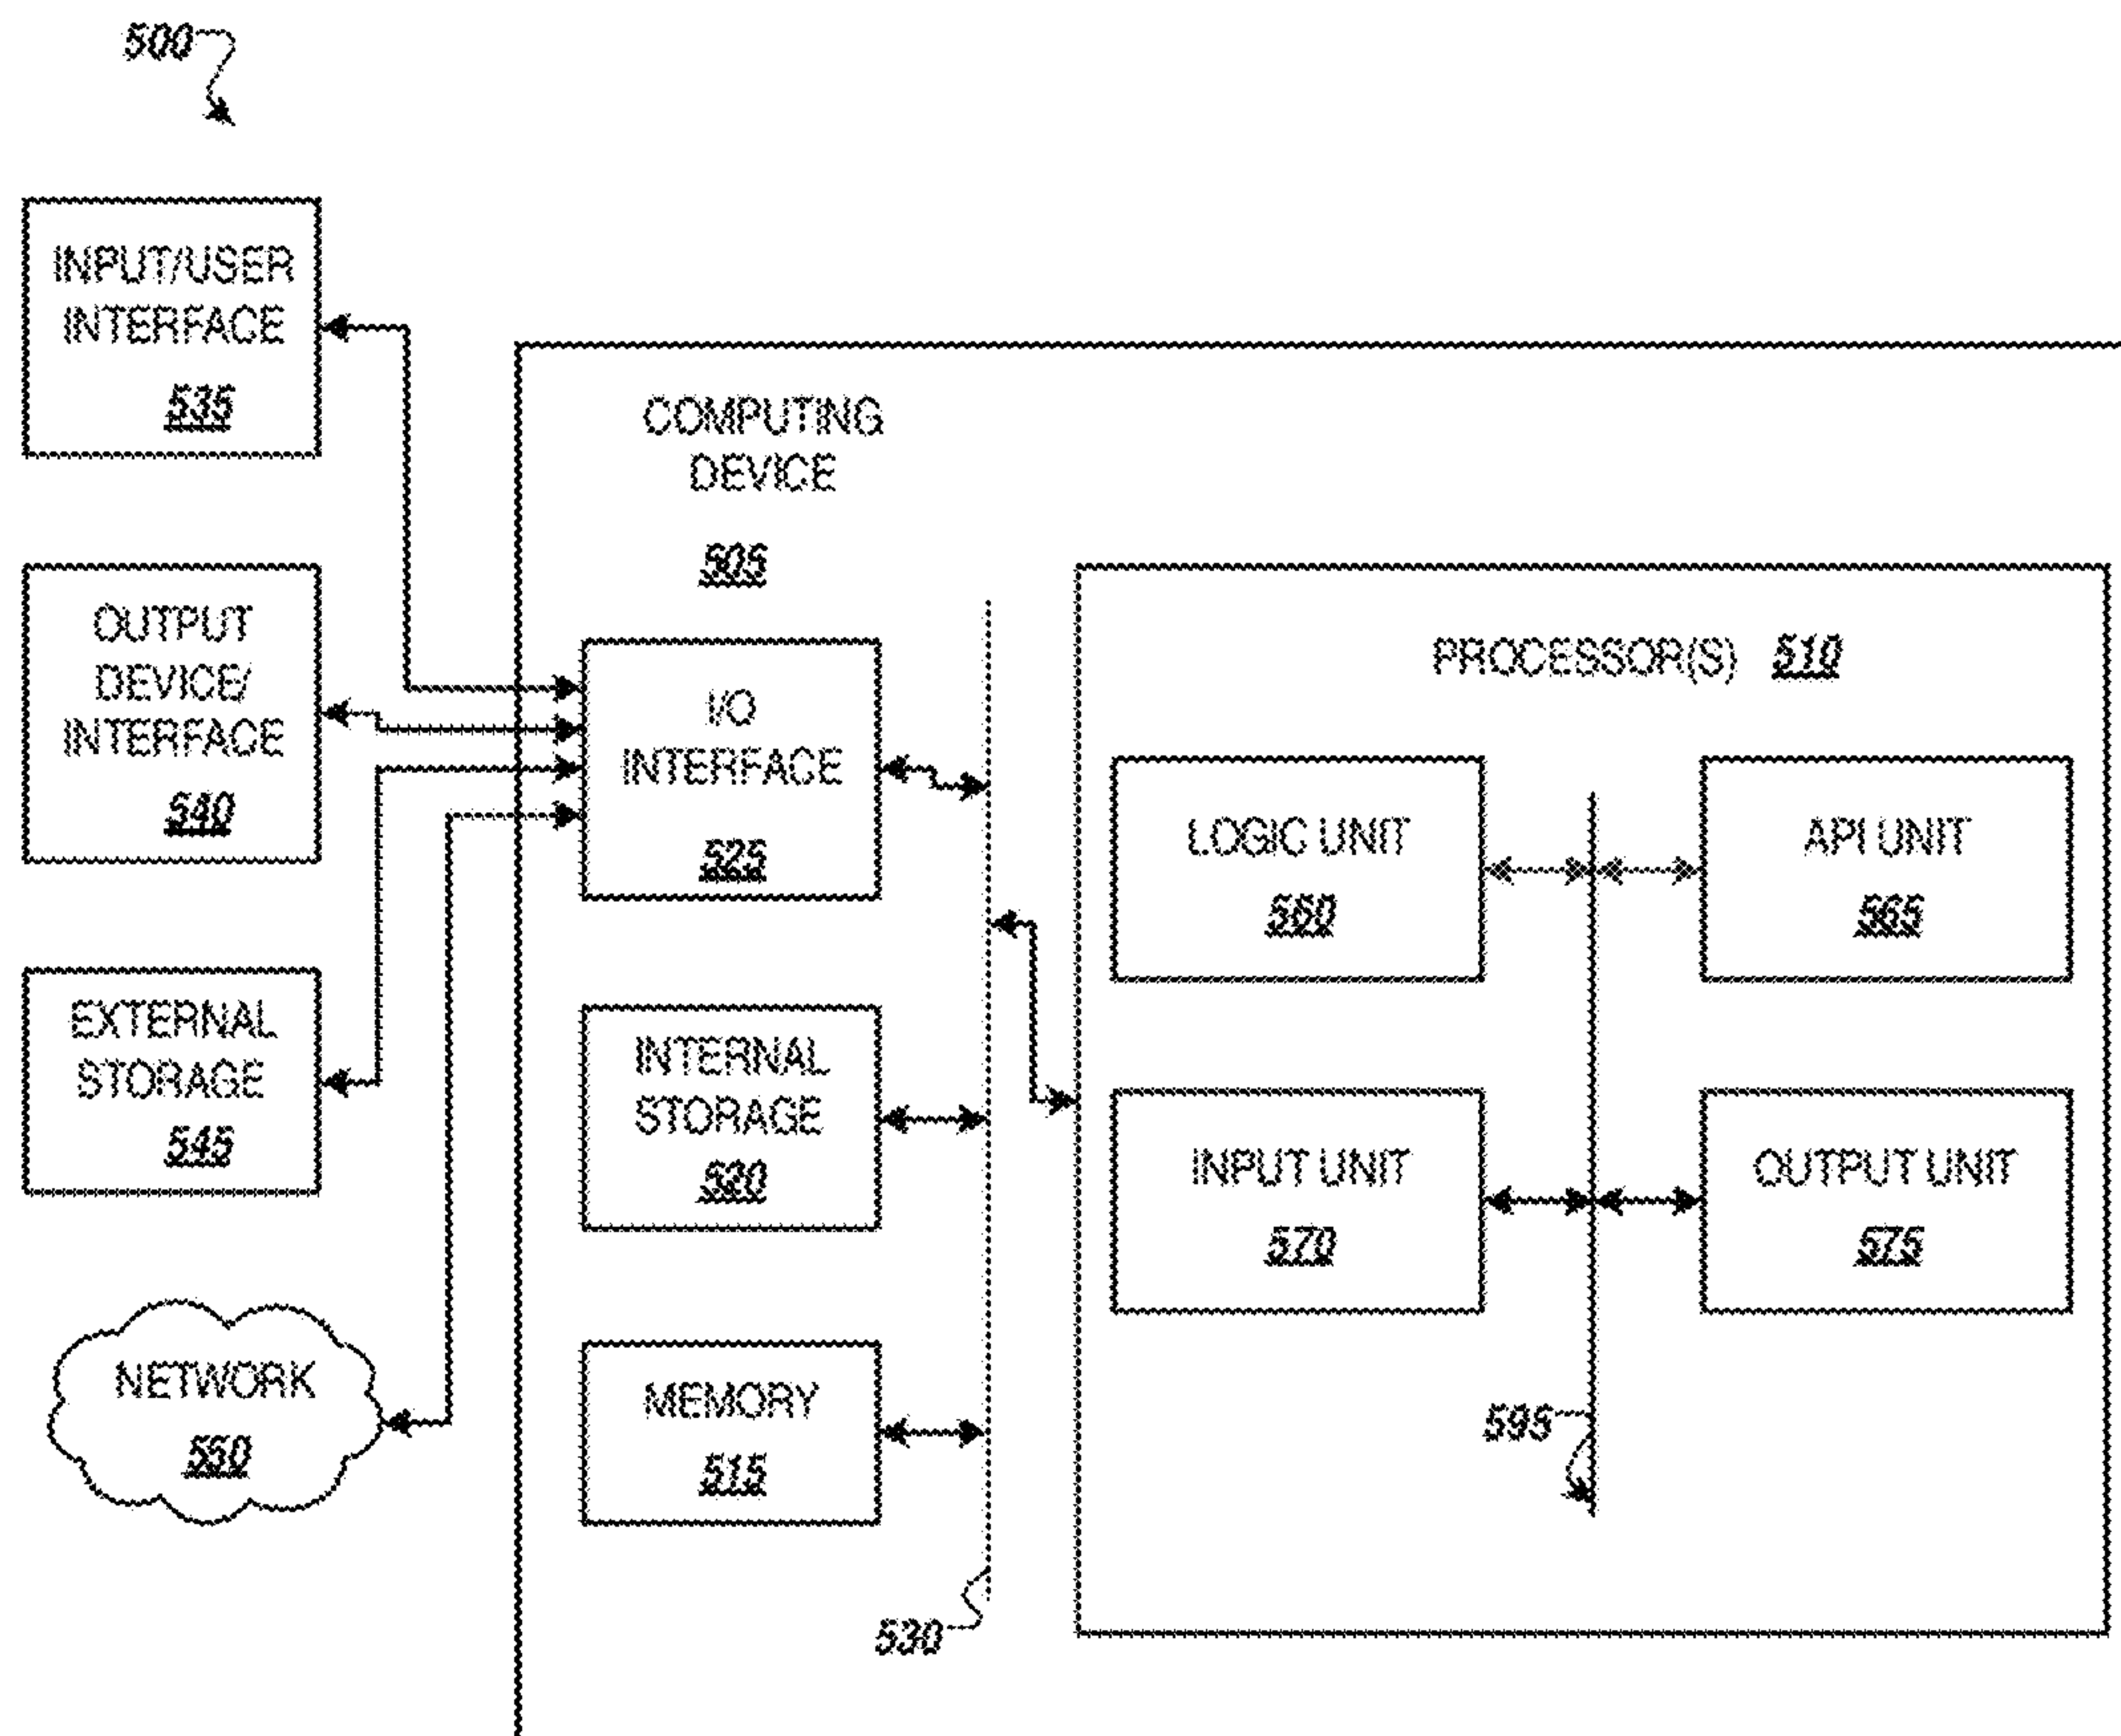 500
INPUT/USER
INTERFACE
535
COMPUTING
DEVICE
505
OUTPUT
DEVICE/
INTERFACE
540
I/O
INTERFACE
525
PROCESSOR(S) 510
LOGIC UNIT
560
API UNIT
565
EXTERNAL
STORAGE
545
INTERNAL
STORAGE
520
INPUT UNIT
570
OUTPUT UNIT
575
NETWORK
550
MEMORY
515
595
530